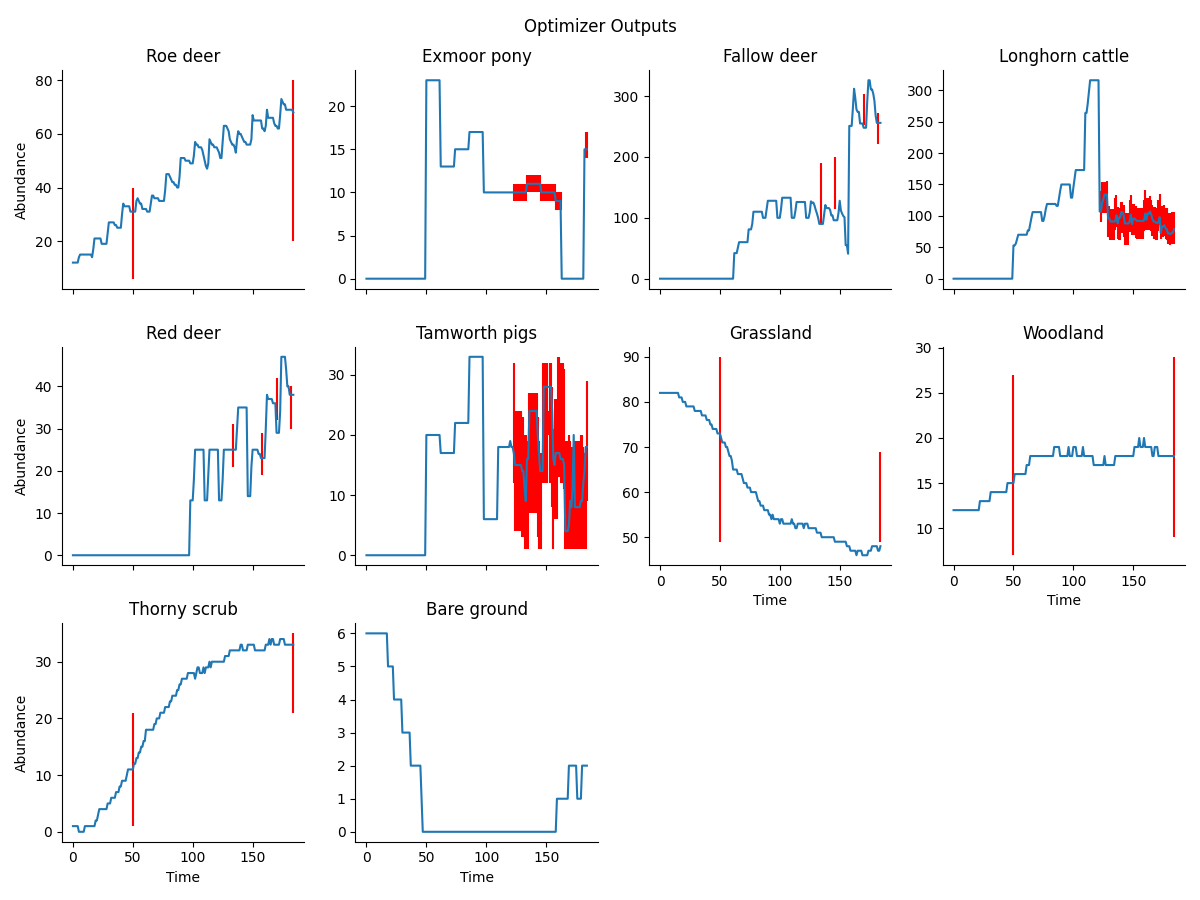 Optimizer Outputs
Roe deer
Exmoor pony
Fallow deer
Longhorn cattle
Abundance
80
60
40
20
20
15
10
5
0
300
200
100
0
300
250
200
150
100
50
0
Red deer
Tamworth pigs
Grassland
Woodland
Abundance
40
30
20
10
0
30
20
10
0
90
80
70
60
50
30
25
20
15
10
0 50 100 150
0 50 100 150
Time
Time
Thorny scrub
Bare ground
Abundance
30
20
10
0
6
5
4
3
2
1
0
0 50 100 150
0 50 100 150
Time
Time